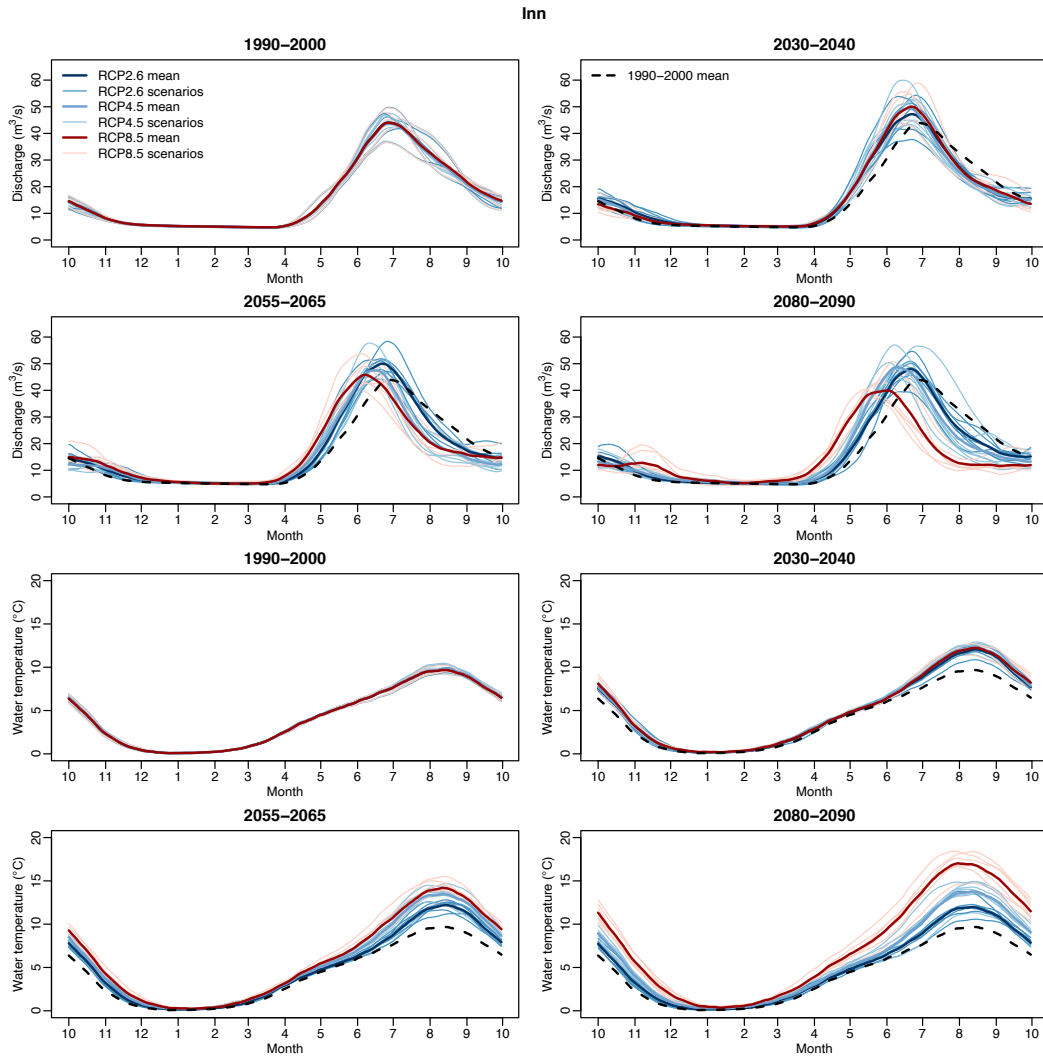 Inn
1990−2000
Discharge (m³/s)
60
50
40
30
20
10
0
RCP2.6 mean
RCP2.6 scenarios
RCP4.5 mean
RCP4.5 scenarios
RCP8.5 mean
RCP8.5 scenarios
10 11 12 1 2 3 4 5 6 7 8 9 10
Month
2030−2040
Discharge (m³/s)
60
50
40
30
20
10
0
1990−2000 mean
10 11 12 1 2 3 4 5 6 7 8 9 10
Month
2055−2065
Discharge (m³/s)
60
50
40
30
20
10
0
10 11 12 1 2 3 4 5 6 7 8 9 10
Month
2080−2090
Discharge (m³/s)
60
50
40
30
20
10
0
10 11 12 1 2 3 4 5 6 7 8 9 10
Month
1990−2000
Water temperature (°C)
20
15
10
5
0
10 11 12 1 2 3 4 5 6 7 8 9 10
Month
2030−2040
Water temperature (°C)
20
15
10
5
0
10 11 12 1 2 3 4 5 6 7 8 9 10
Month
2055−2065
Water temperature (°C)
20
15
10
5
0
10 11 12 1 2 3 4 5 6 7 8 9 10
Month
2080−2090
Water temperature (°C)
20
15
10
5
0
10 11 12 1 2 3 4 5 6 7 8 9 10
Month